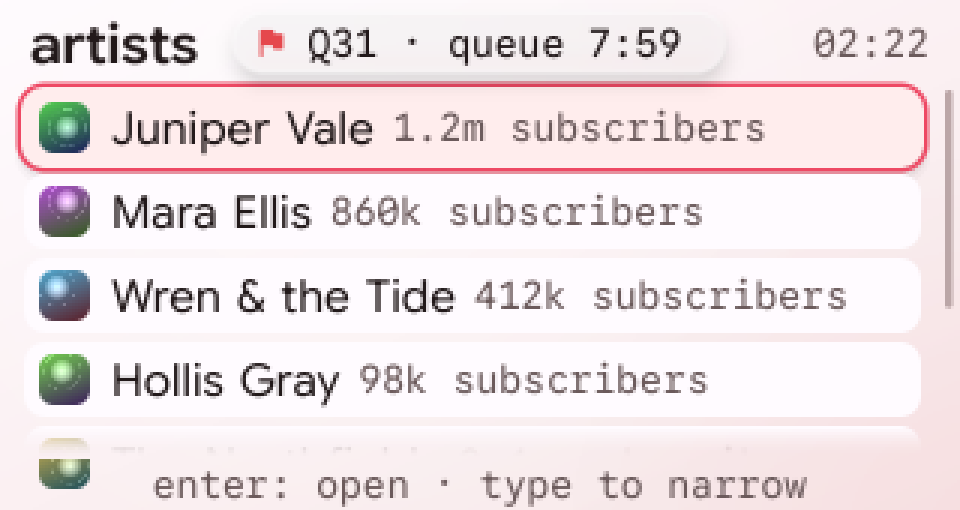 artists Q31 · queue 7:59 02:22
Juniper Vale 1.2m subscribers
Mara Ellis 860k subscribers
Wren & the Tide 412k subscribers
Hollis Gray 98k subscribers
enter: open · type to narrow